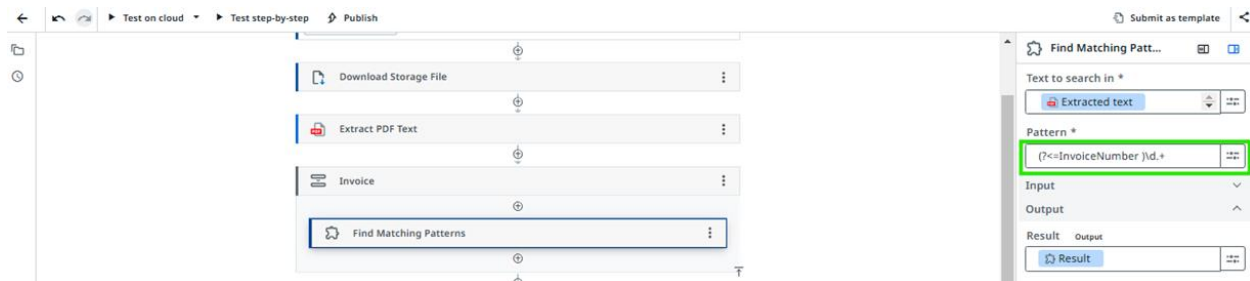 Test on cloud
Test step-by-step
Publish
Submit as template
Download Storage File
Extract PDF Text
PDF
Invoice
Find Matching Patterns
Find Matching Patt...
Text to search in *
Extracted text
Pattern *
(?<=InvoiceNumber )\d.+
Input
Output
Result Output
Result